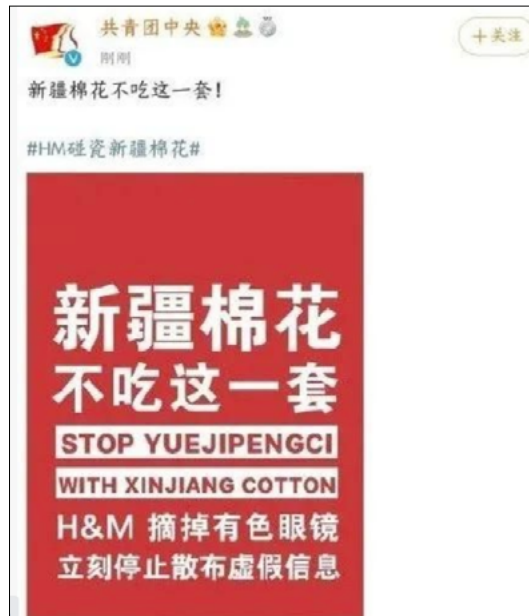 共青团中央
刚刚
+关注
新疆棉花不吃这一套!
#HM碰瓷新疆棉花#
新疆棉花
不吃这一套
STOP YUEJIPENGCI
WITH XINJIANG COTTON
H&M 摘掉有色眼镜
立刻停止散布虚假信息